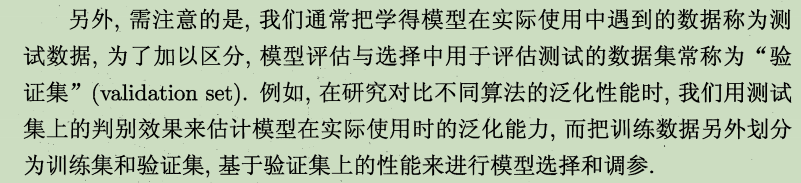 另外, 需注意的是, 我们通常把学得模型在实际使用中遇到的数据称为测
试数据, 为了加以区分, 模型评估与选择中用于评估测试的数据集常称为 “验
证集” (validation set). 例如, 在研究对比不同算法的泛化性能时, 我们用测试
集上的判别效果来估计模型在实际使用时的泛化能力, 而把训练数据另外划分
为训练集和验证集, 基于验证集上的性能来进行模型选择和调参.